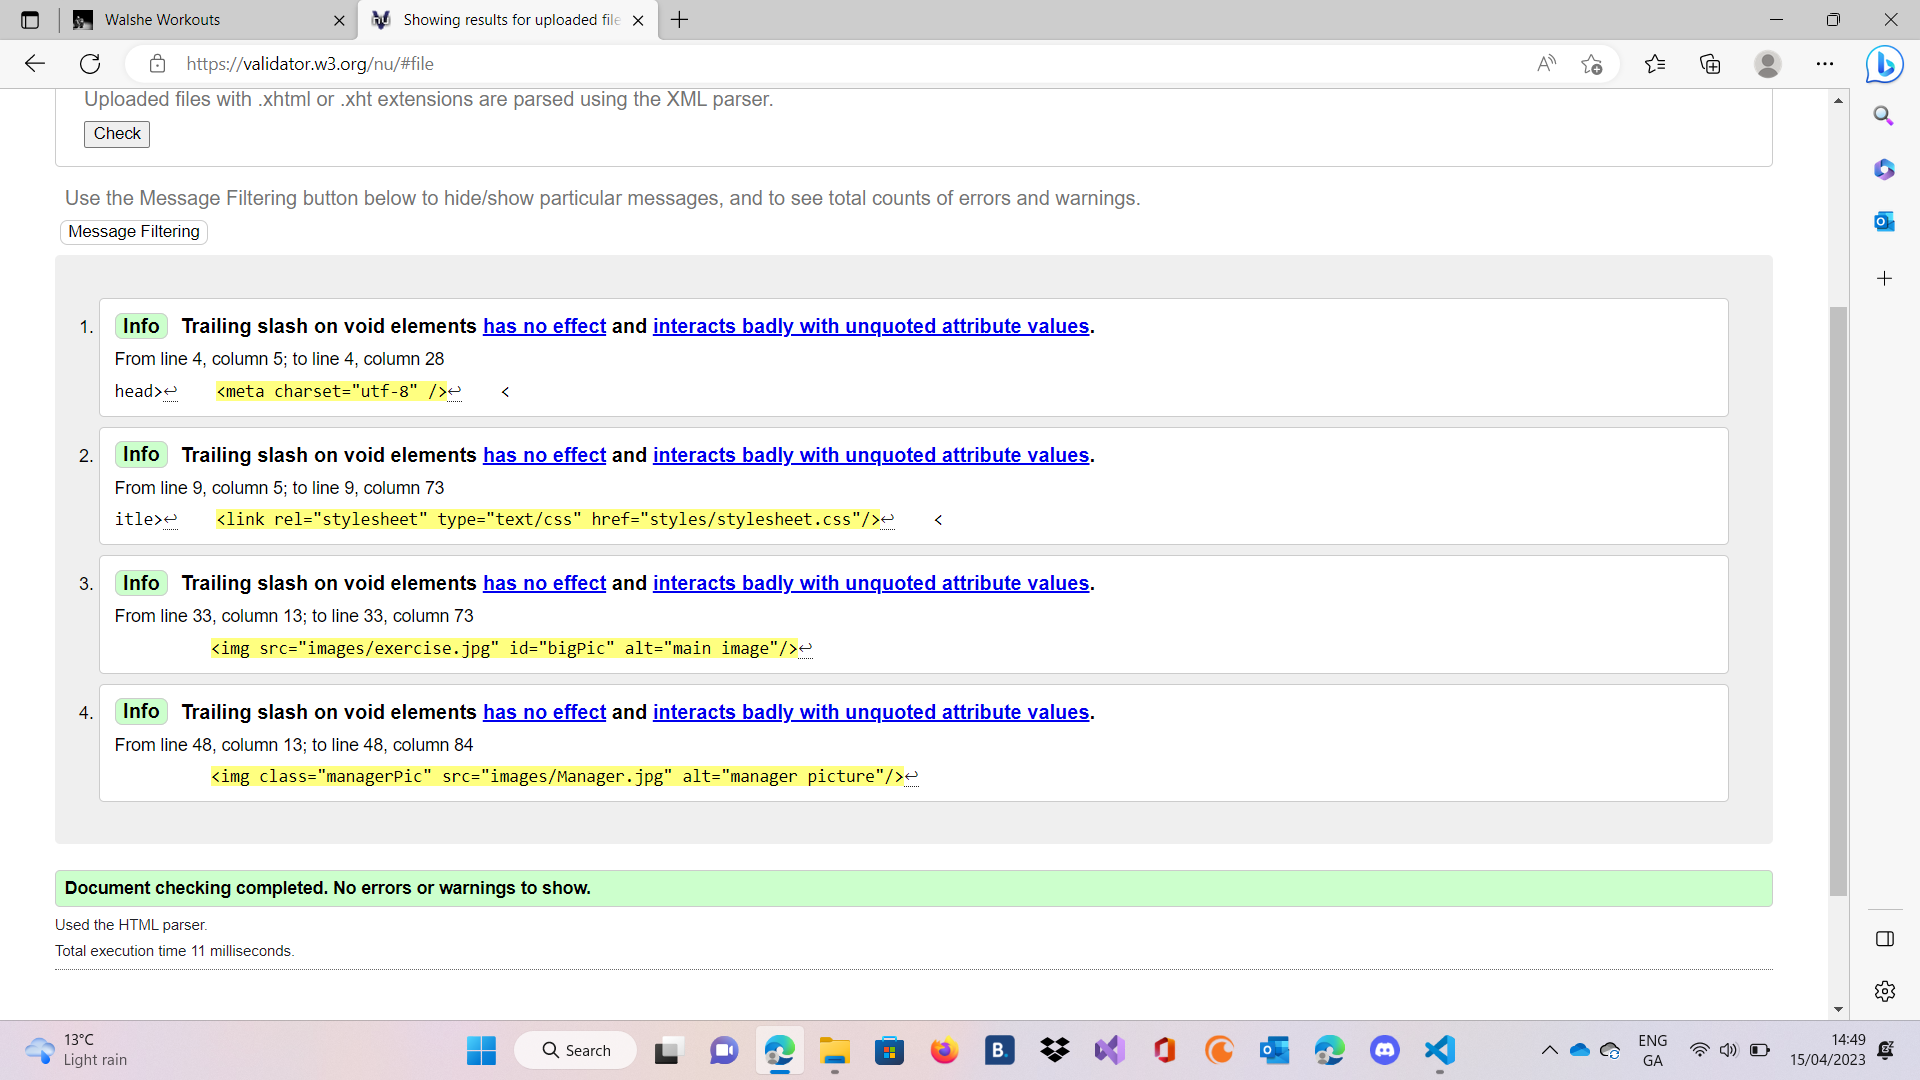 Walshe Workouts
Showing results for uploaded file
https://validator.w3.org/nu/#file
Uploaded files with .xhtml or .xht extensions are parsed using the XML parser.
Check
Use the Message Filtering button below to hide/show particular messages, and to see total counts of errors and warnings.
Message Filtering
1. Info Trailing slash on void elements has no effect and interacts badly with unquoted attribute values.
From line 4, column 5; to line 4, column 28
head>↩ <meta charset="utf-8" />↩ <
2. Info Trailing slash on void elements has no effect and interacts badly with unquoted attribute values.
From line 9, column 5; to line 9, column 73
itle>↩ <link rel="stylesheet" type="text/css" href="styles/stylesheet.css"/>↩ <
3. Info Trailing slash on void elements has no effect and interacts badly with unquoted attribute values.
From line 33, column 13; to line 33, column 73
<img src="images/exercise.jpg" id="bigPic" alt="main image"/>↩
4. Info Trailing slash on void elements has no effect and interacts badly with unquoted attribute values.
From line 48, column 13; to line 48, column 84
<img class="managerPic" src="images/Manager.jpg" alt="manager picture"/>↩
Document checking completed. No errors or warnings to show.
Used the HTML parser.
Total execution time 11 milliseconds.
13°C
Light rain
Search
B.
ENG
GA
14:49
15/04/2023